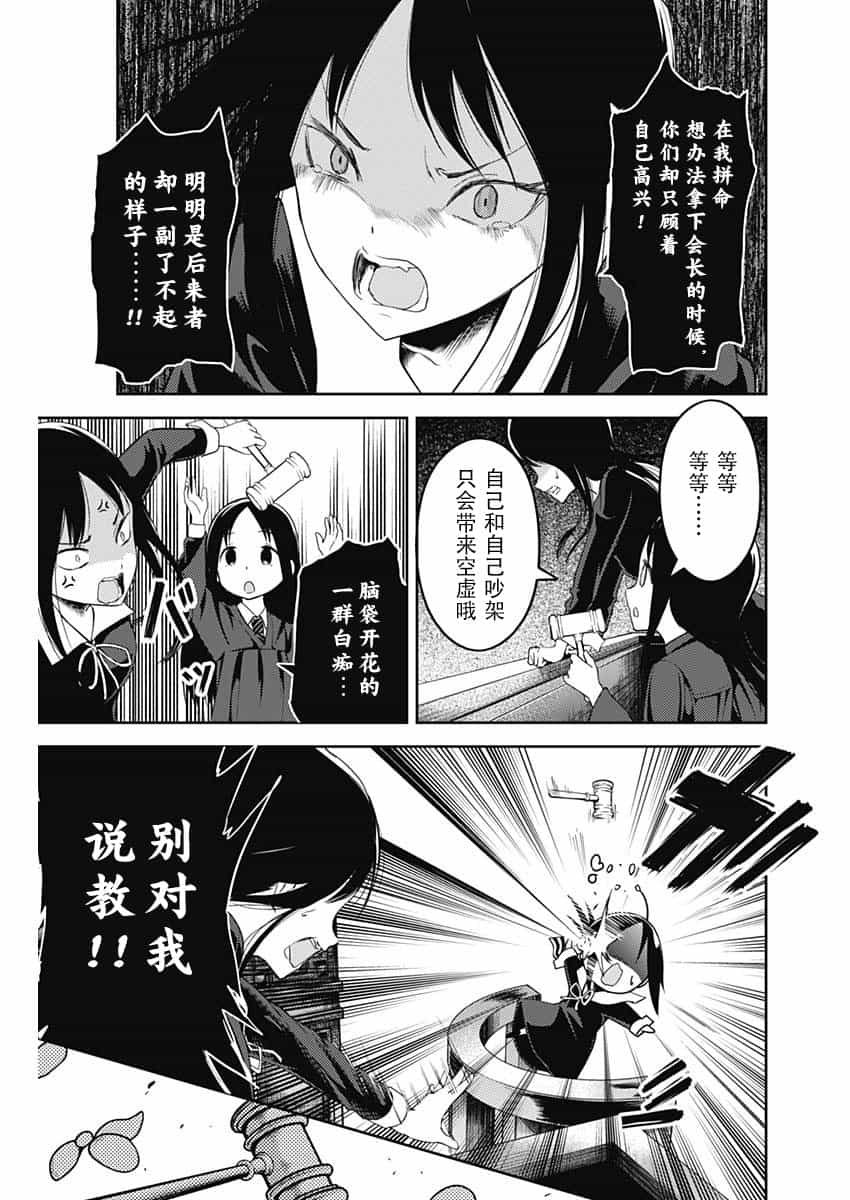 在我拼命
想办法拿下会长的时候，
你们却只顾着
自己高兴！
明明是后来者
却一副了不起
的样子……!!
等等
等等……
自己和自己吵架
只会带来空虚哦
脑袋开花的
一群白痴…
バッ
別对我
说教!!